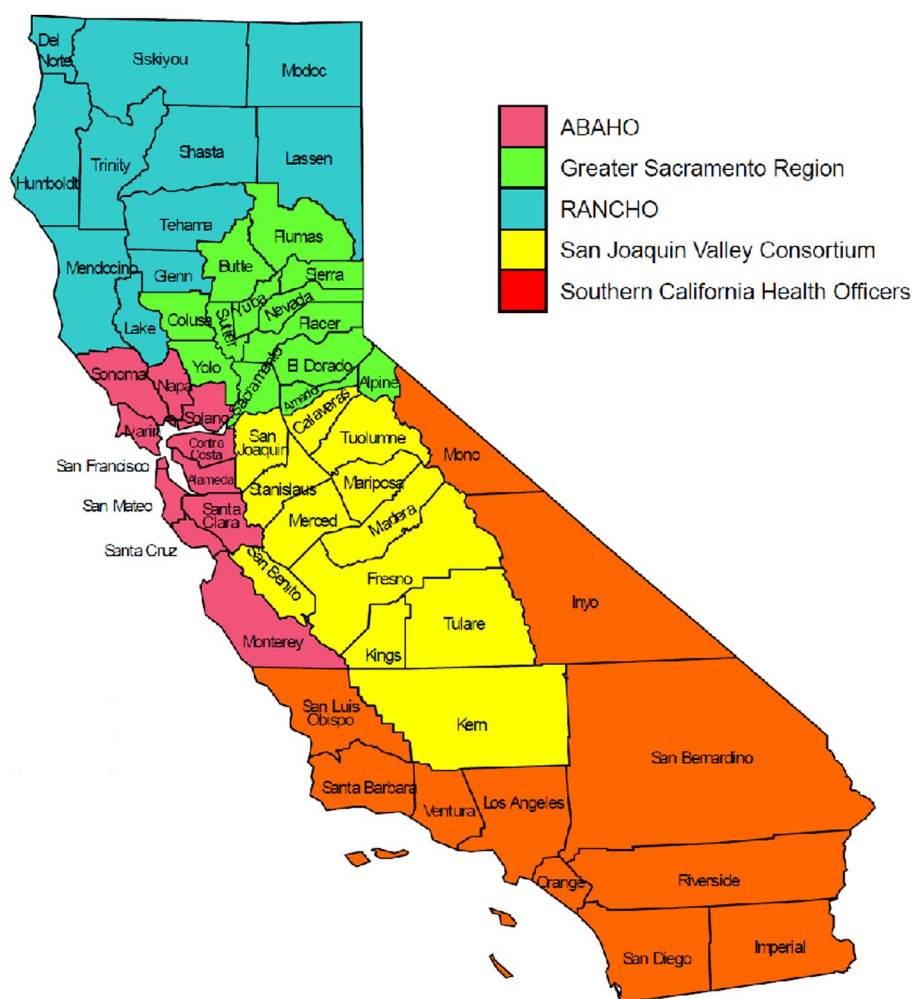 Del
Norte
Siskiyou
Modoc
Humboldt
Trinity
Shasta
Lassen
ABAHO
Greater Sacramento Region
RANCHO
San Joaquin Valley Consortium
Southern California Health Officers
Tehama
Plumas
Mendocino
Glenn
Butte
Sierra
Lake
Colusa
Sutter
Yuba
Nevada
Placer
Sonoma
Napa
Yolo
Sacramento
El Dorado
Alpine
Solano
Amador
Calaveras
Marin
Contra
Costa
San
Joaquin
Tuolumne
Mono
San Francisco
Alameda
Stanislaus
Mariposa
San Mateo
Santa
Clara
Merced
Madera
Santa Cruz
San Benito
Fresno
Inyo
Monterey
Kings
Tulare
San Luis
Obispo
Kern
San Bernardino
Santa Barbara
Ventura
Los Angeles
Orange
Riverside
San Diego
Imperial